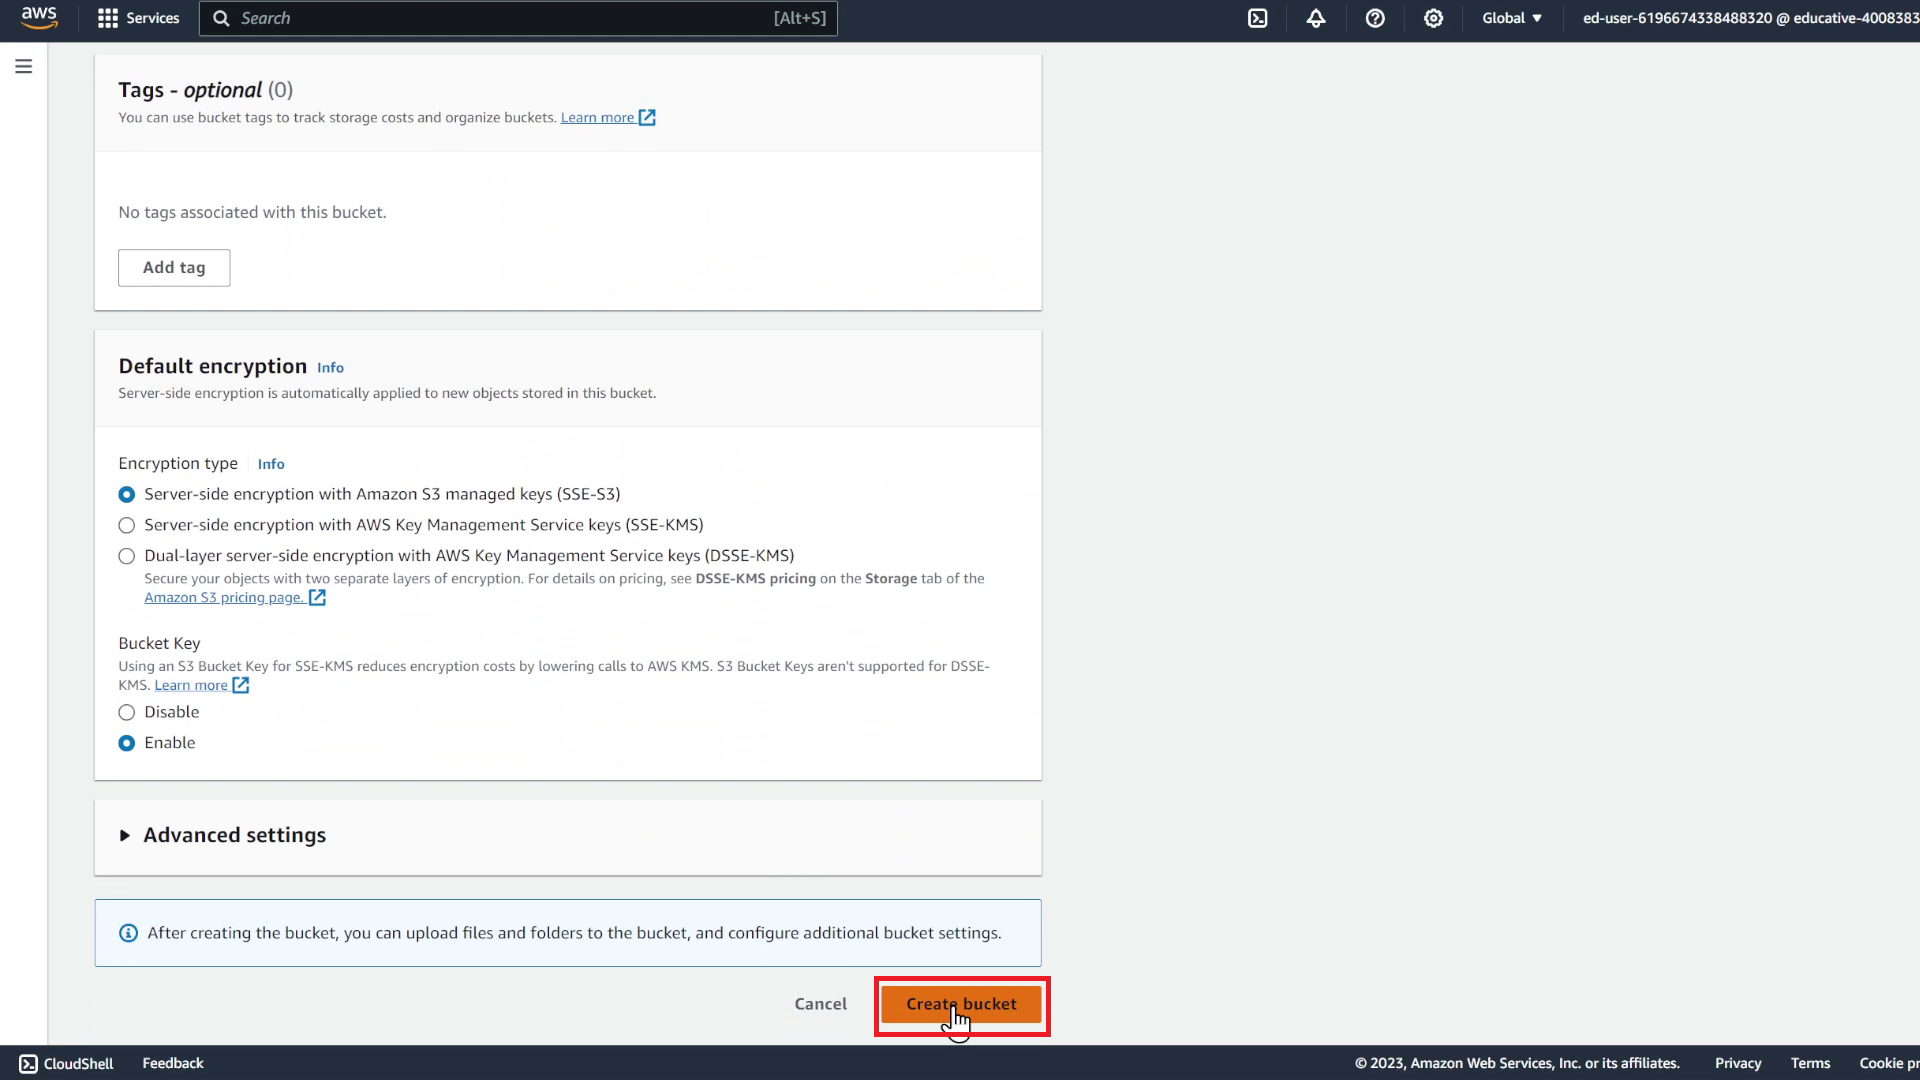 aws
Services
Search
[Alt+S]
Global ▼
ed-user-6196674338488320 @ educative-4008383
Tags - optional (0)
You can use bucket tags to track storage costs and organize buckets. Learn more
No tags associated with this bucket.
Add tag
Default encryption Info
Server-side encryption is automatically applied to new objects stored in this bucket.
Encryption type Info
Server-side encryption with Amazon S3 managed keys (SSE-S3)
Server-side encryption with AWS Key Management Service keys (SSE-KMS)
Dual-layer server-side encryption with AWS Key Management Service keys (DSSE-KMS)
Secure your objects with two separate layers of encryption. For details on pricing, see DSSE-KMS pricing on the Storage tab of the
Amazon S3 pricing page.
Bucket Key
Using an S3 Bucket Key for SSE-KMS reduces encryption costs by lowering calls to AWS KMS. S3 Bucket Keys aren't supported for DSSE-
KMS. Learn more
Disable
Enable
Advanced settings
After creating the bucket, you can upload files and folders to the bucket, and configure additional bucket settings.
Cancel
Create bucket
CloudShell
Feedback
© 2023, Amazon Web Services, Inc. or its affiliates.
Privacy
Terms
Cookie pr